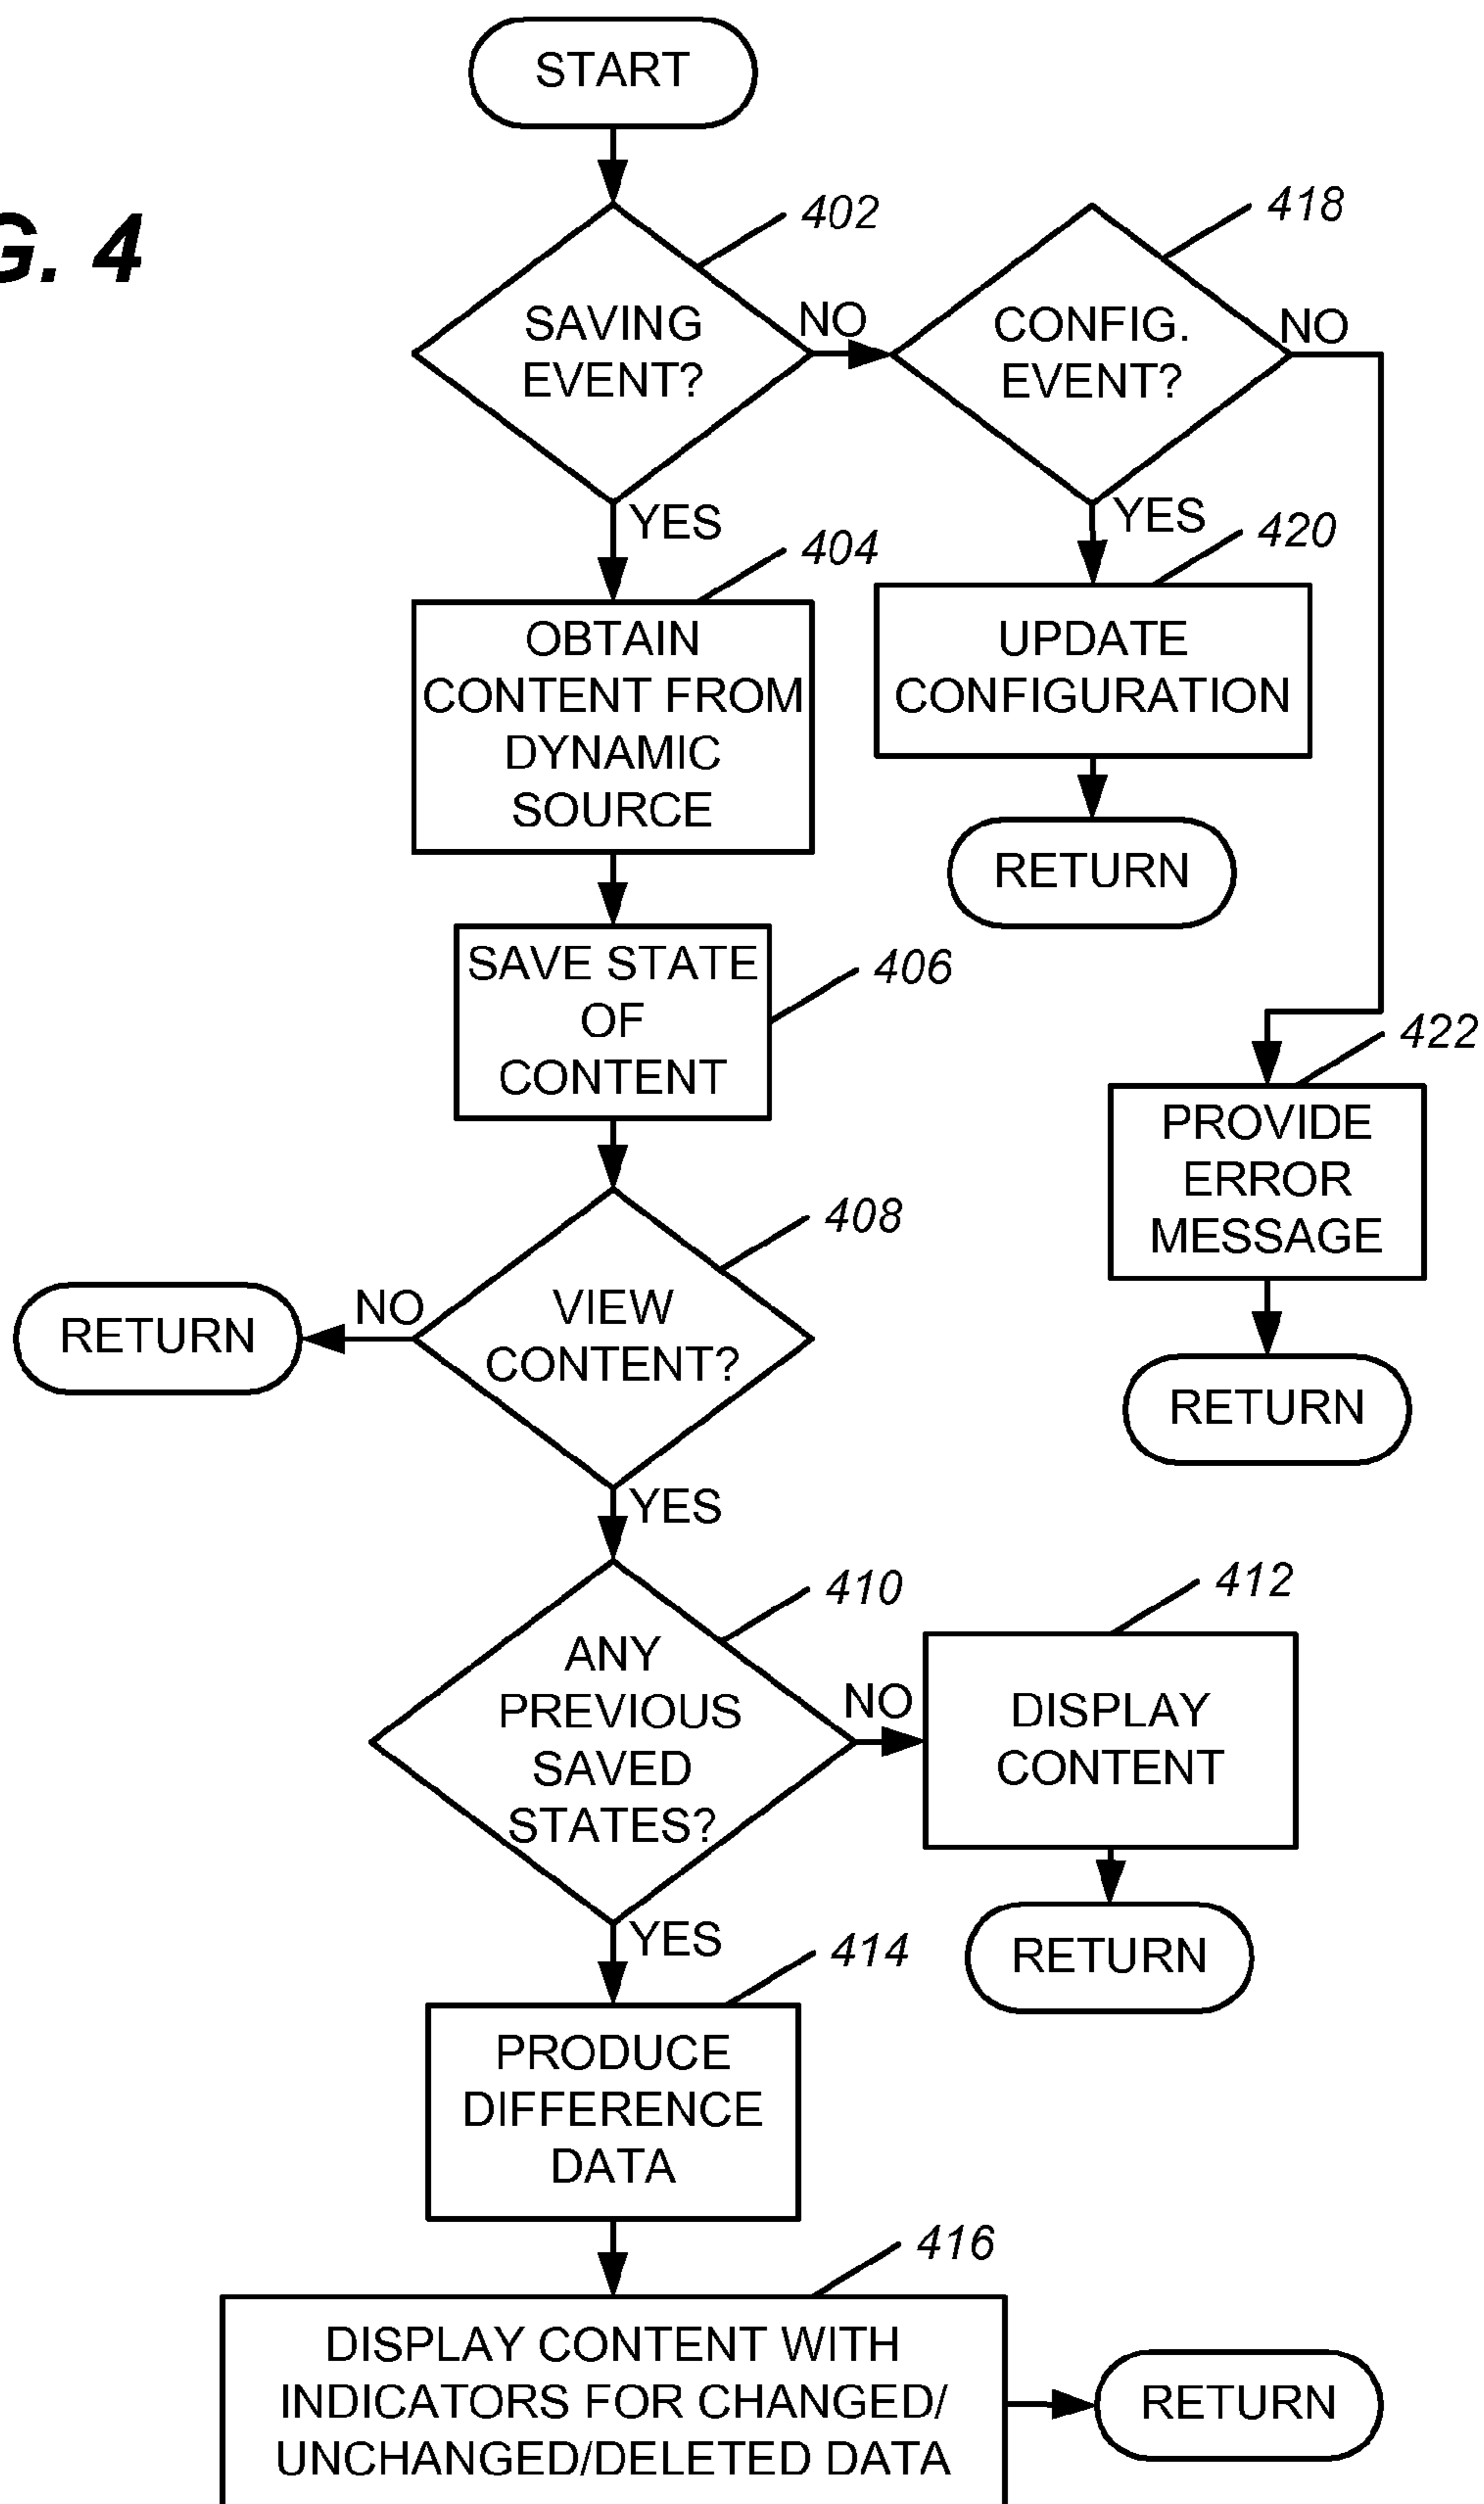 START
G. 4
402
418
SAVING
EVENT?
NO
CONFIG.
EVENT?
NO
YES
YES
404
420
OBTAIN
CONTENT FROM
DYNAMIC
SOURCE
UPDATE
CONFIGURATION
RETURN
SAVE STATE
OF
CONTENT
406
422
PROVIDE
ERROR
MESSAGE
408
RETURN
NO
VIEW
CONTENT?
RETURN
YES
410
412
ANY
PREVIOUS
SAVED
STATES?
NO
DISPLAY
CONTENT
YES
414
RETURN
PRODUCE
DIFFERENCE
DATA
416
DISPLAY CONTENT WITH
INDICATORS FOR CHANGED/
UNCHANGED/DELETED DATA
RETURN